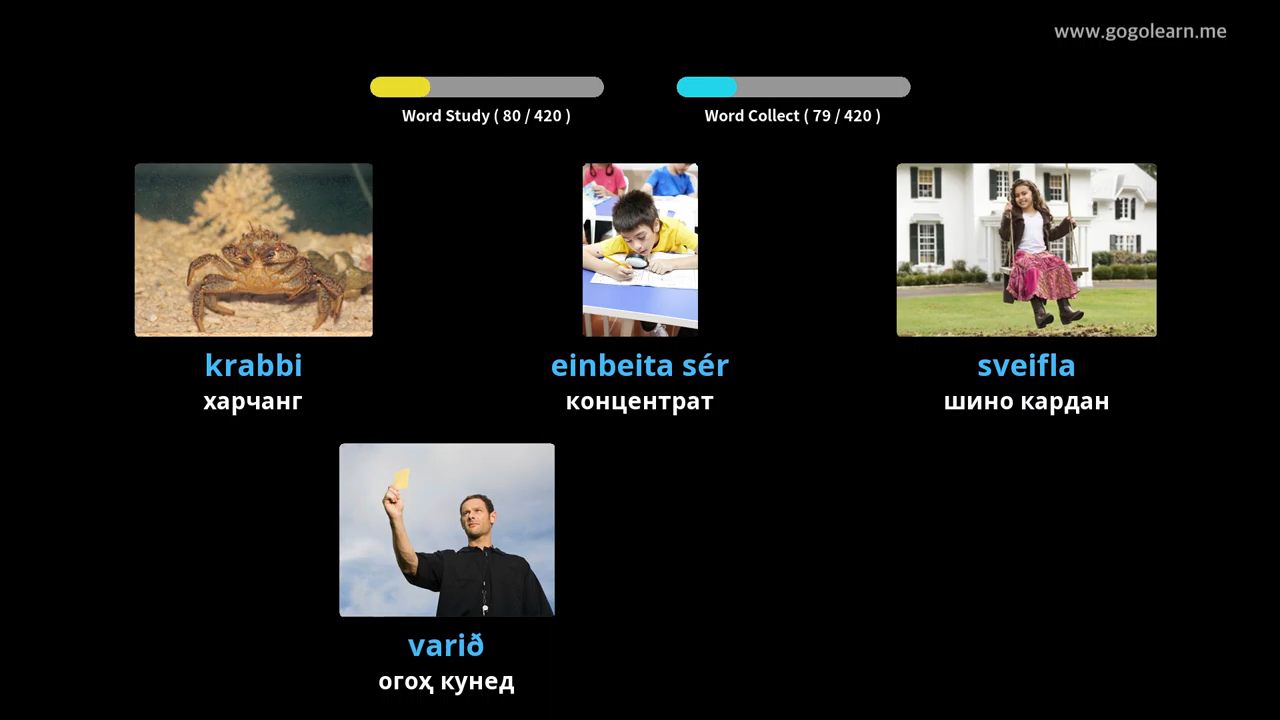 www.gogolearn.me
Word Study ( 80 / 420 )
Word Collect ( 79 / 420 )
krabbi
харчанг
einbeita sér
концентрат
sveifla
шино кардан
varið
огоҳ кунед